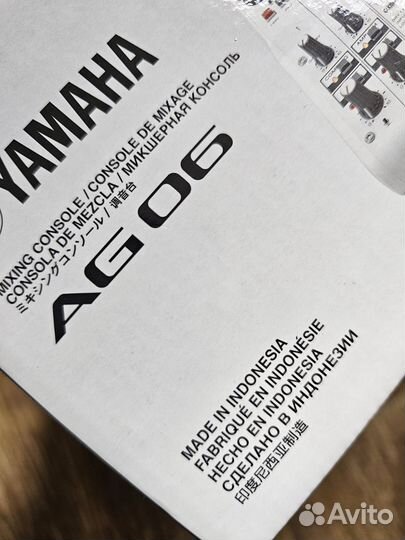 YAMAHA
MIXING CONSOLE / CONSOLE DE MIXAGE
CONSOLA DE MEZCLA / МИКШЕРНАЯ КОНСОЛЬ
ミキシングコンソール / 调音台
AG 06
MADE IN INDONESIA
FABRIQUÉ EN INDONÉSIE
HECHO EN INDONESIA
СДЕЛАНО В ИНДОНЕЗИИ
印度尼西亚制造
Avito